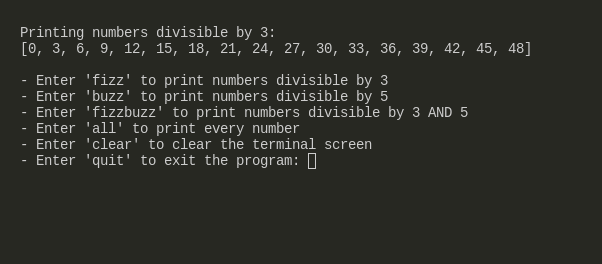 Printing numbers divisible by 3:
[0, 3, 6, 9, 12, 15, 18, 21, 24, 27, 30, 33, 36, 39, 42, 45, 48]
- Enter 'fizz' to print numbers divisible by 3
- Enter 'buzz' to print numbers divisible by 5
- Enter 'fizzbuzz' to print numbers divisible by 3 AND 5
- Enter 'all' to print every number
- Enter 'clear' to clear the terminal screen
- Enter 'quit' to exit the program: